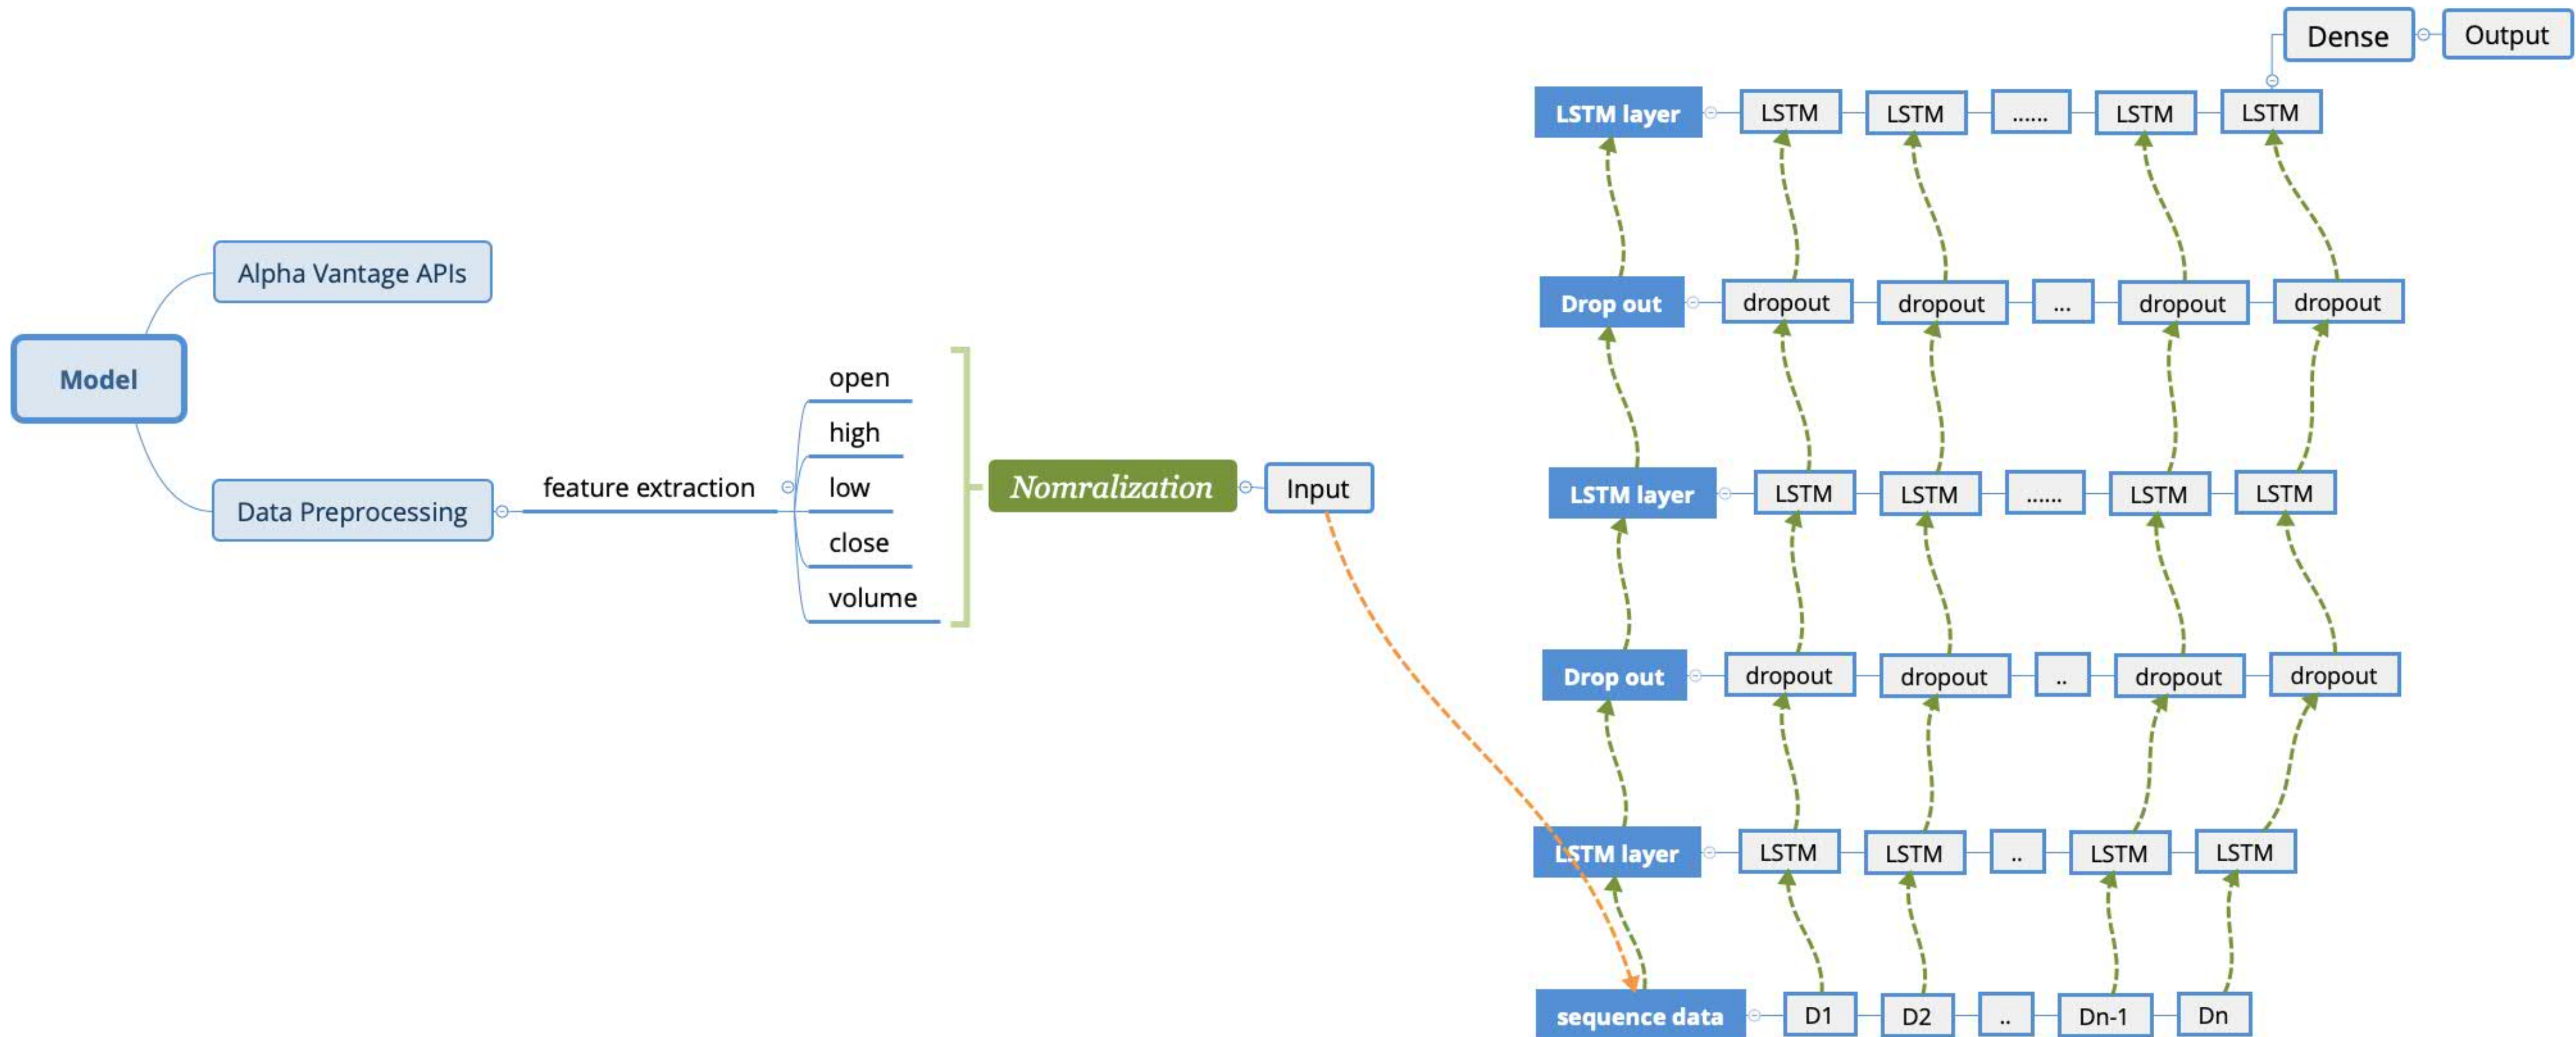 Model
Alpha Vantage APIs
Data Preprocessing
feature extraction
open
high
low
close
volume
Nomralization
Input
Dense
Output
LSTM layer
LSTM
LSTM
......
LSTM
LSTM
Drop out
dropout
dropout
...
dropout
dropout
LSTM layer
LSTM
LSTM
......
LSTM
LSTM
Drop out
dropout
dropout
..
dropout
dropout
LSTM layer
LSTM
LSTM
..
LSTM
LSTM
sequence data
D1
D2
..
Dn-1
Dn